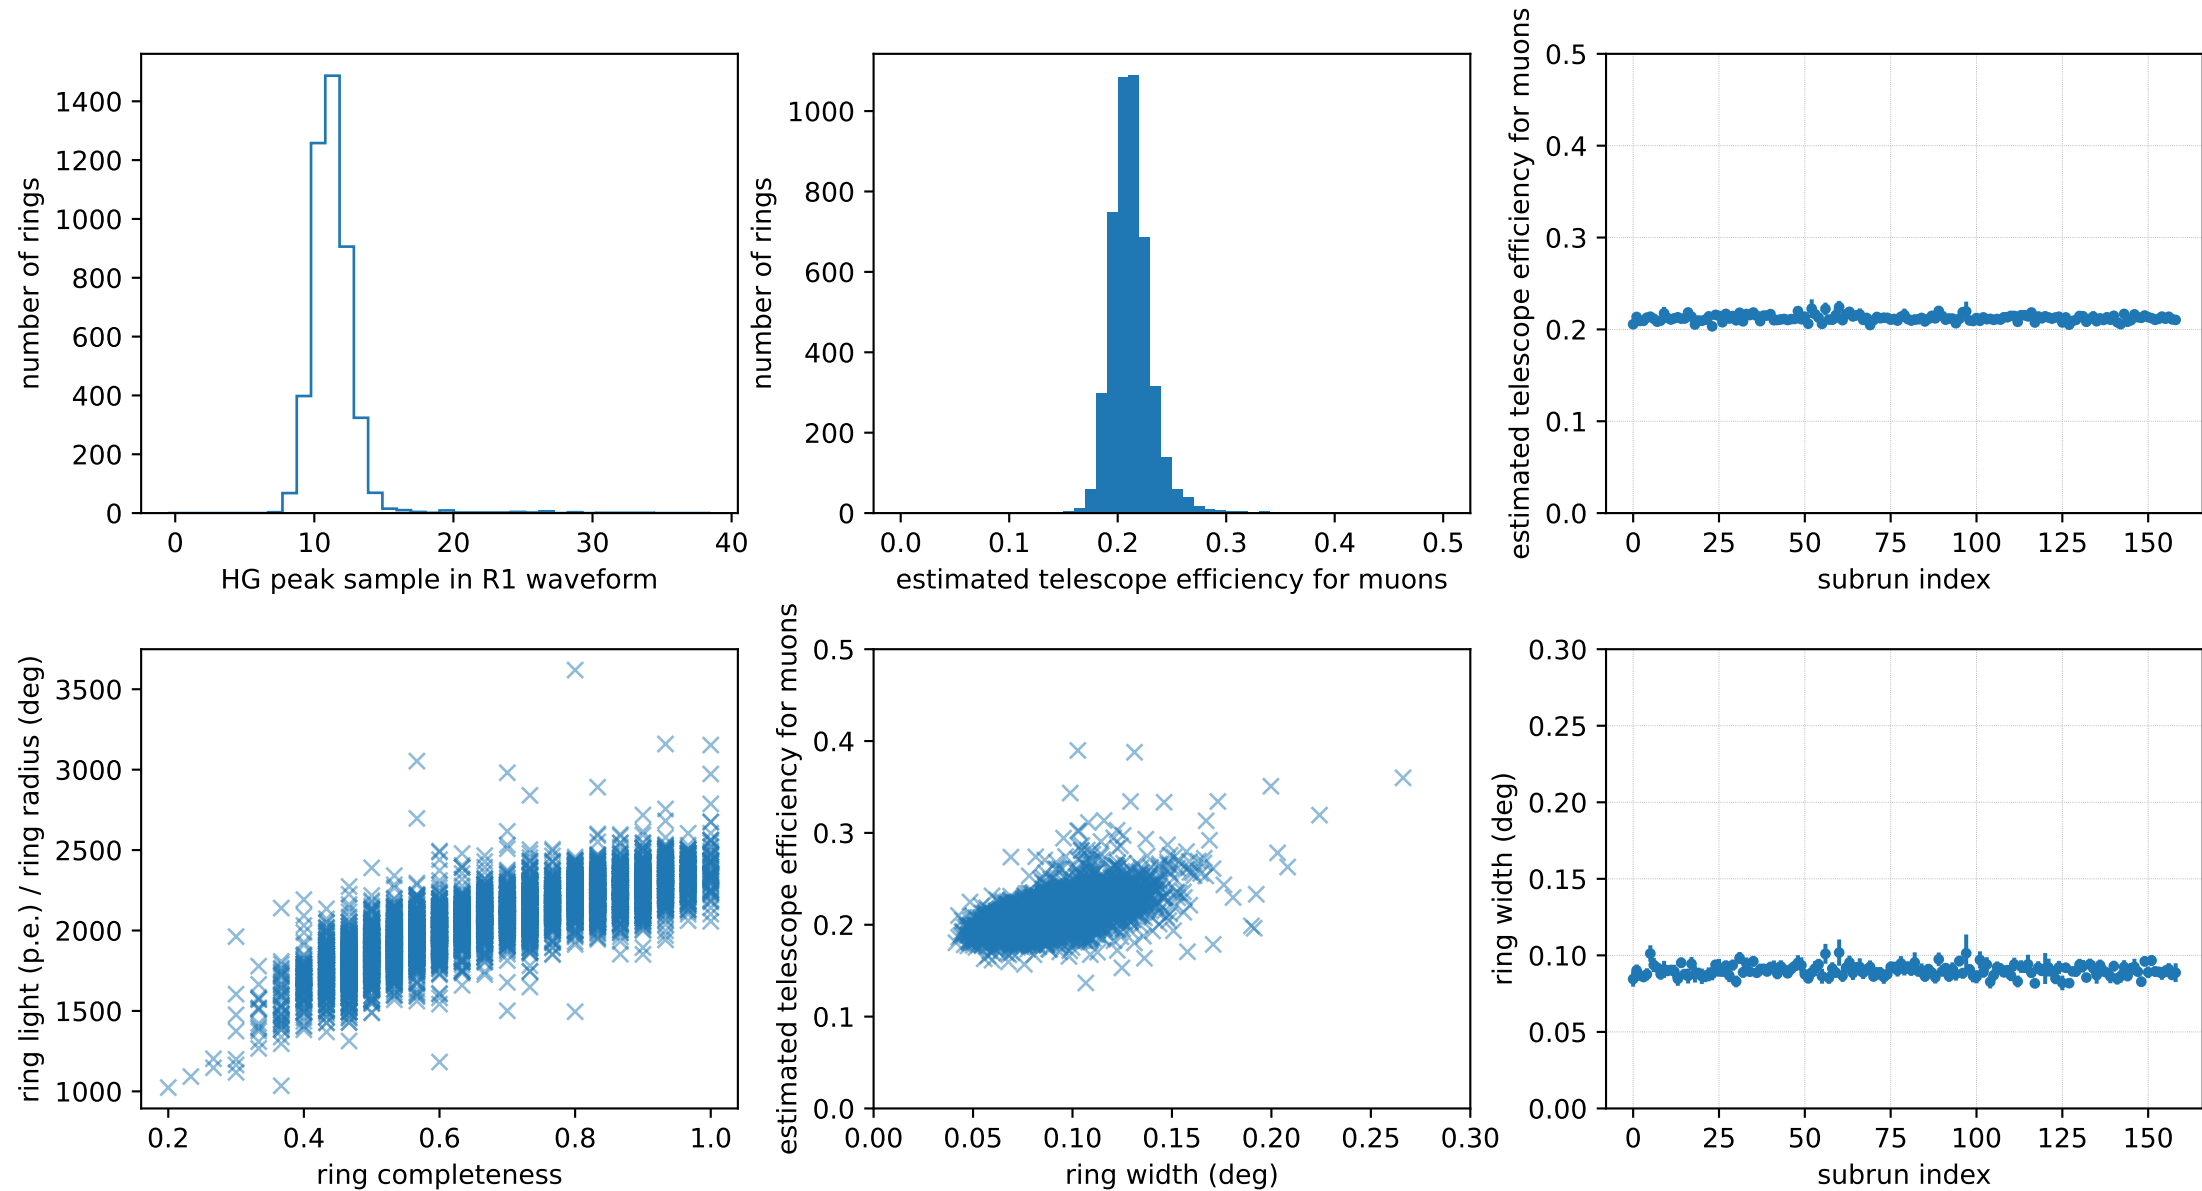 number of rings
1400
1200
1000
800
600
400
200
0
0 10 20 30 40
HG peak sample in R1 waveform
number of rings
1000
800
600
400
200
0
0.0 0.1 0.2 0.3 0.4 0.5
estimated telescope efficiency for muons
estimated telescope efficiency for muons
0.5
0.4
0.3
0.2
0.1
0.0
0 25 50 75 100 125 150
subrun index
ring light (p.e.) / ring radius (deg)
3500
3000
2500
2000
1500
1000
0.2 0.4 0.6 0.8 1.0
ring completeness
estimated telescope efficiency for muons
0.5
0.4
0.3
0.2
0.1
0.0
0.00 0.05 0.10 0.15 0.20 0.25 0.30
ring width (deg)
ring width (deg)
0.30
0.25
0.20
0.15
0.10
0.05
0.00
0 25 50 75 100 125 150
subrun index